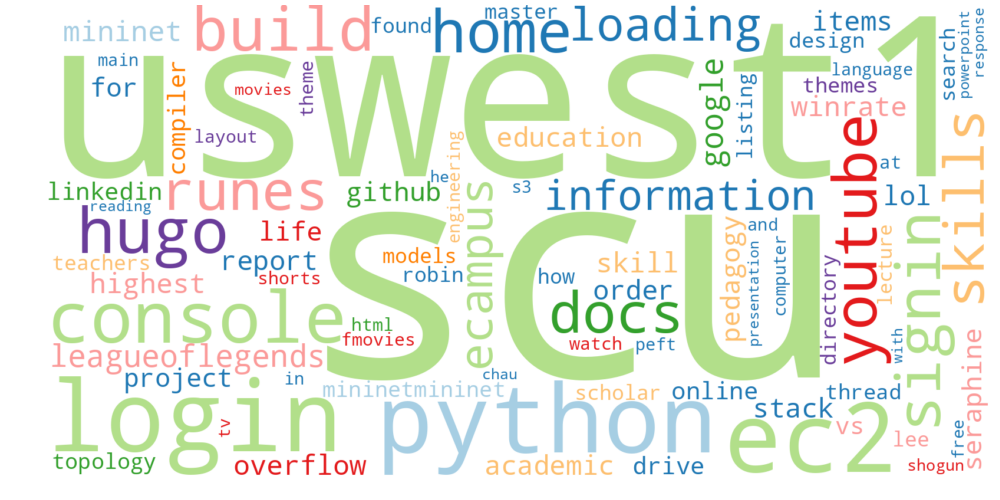 mininet
build
found
master
home
loading
items
design
search
powerpoint
response
main
for
compiler
movies
theme
uswest1
google
listing
language
themes
winrate
layout
education
engineering
linkedin
reading
runes
github
he
s3
information
youtube
at
lol
skills
hugo
life
scu
ecampus
teachers
report
shorts
models
robin
how
skill
order
pedagogy
and
presentation
computer
directory
lecture
signin
highest
console
html
fmovies
docs
watch
peft
with
leagueoflegends
project
in
chau
mininetmininet
scholar
online
thread
seraphine
login
tv
python
stack
ec2
vs
lee
free
topology
overflow
academic
drive
shogun